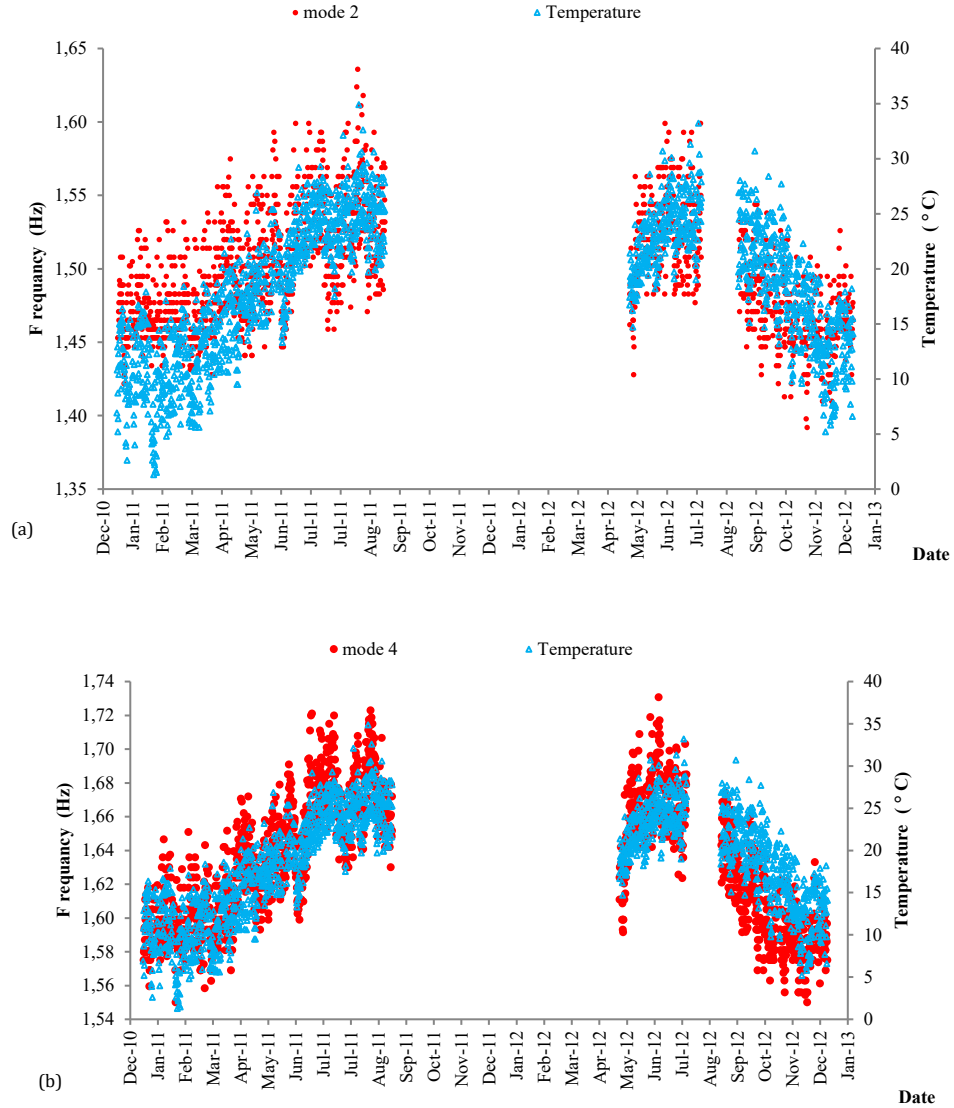 mode 2 Temperature
1,65 1,60 1,55 1,50 1,45 1,40 1,35
F requancy (Hz)
40 35 30 25 20 15 10 5 0
Temperature ( ° C)
Dec-10 Jan-11 Feb-11 Mar-11 Apr-11 May-11 Jun-11 Jul-11 Jul-11 Aug-11 Sep-11 Oct-11 Nov-11 Dec-11 Jan-12 Feb-12 Mar-12 Apr-12 May-12 Jun-12 Jul-12 Aug-12 Sep-12 Oct-12 Nov-12 Dec-12 Jan-13
(a)
Date
mode 4 Temperature
1,74 1,72 1,70 1,68 1,66 1,64 1,62 1,60 1,58 1,56 1,54
F requancy (Hz)
40 35 30 25 20 15 10 5 0
Temperature ( ° C)
Dec-10 Jan-11 Feb-11 Mar-11 Apr-11 May-11 Jun-11 Jul-11 Jul-11 Aug-11 Sep-11 Oct-11 Nov-11 Dec-11 Jan-12 Feb-12 Mar-12 Apr-12 May-12 Jun-12 Jul-12 Aug-12 Sep-12 Oct-12 Nov-12 Dec-12 Jan-13
(b)
Date